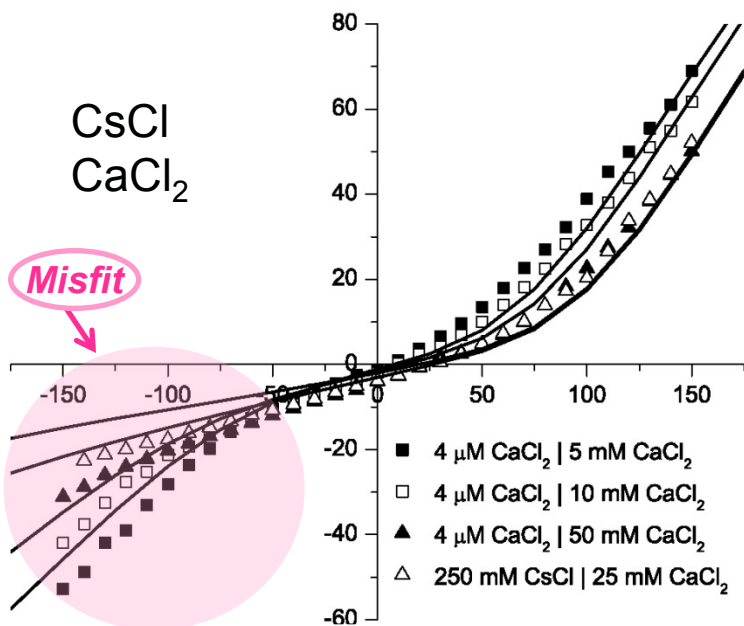 80
CsCl
CaCl₂
60
40
Misfit
20
0
-150 -100 -50 0 50 100 150
-20
■ 4 μM CaCl₂ | 5 mM CaCl₂
□ 4 μM CaCl₂ | 10 mM CaCl₂
-40
▲ 4 μM CaCl₂ | 50 mM CaCl₂
△ 250 mM CsCl | 25 mM CaCl₂
-60